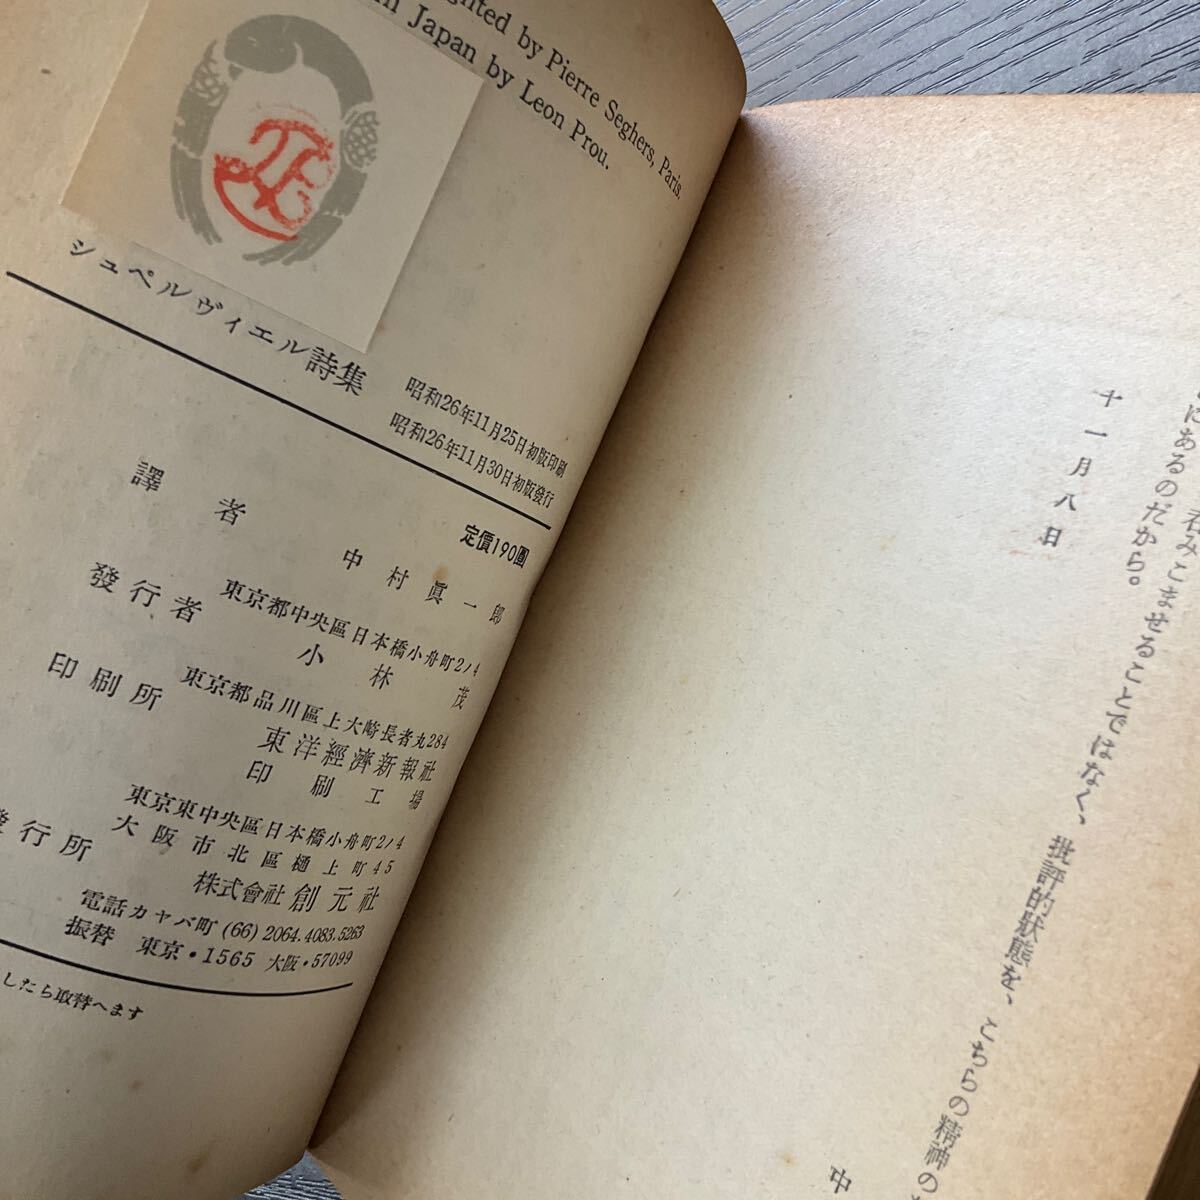 ghted by Pierre Seghers, Paris.
in Japan by Leon Prou.
シュペルヴィエル詩集
昭和26年11月25日初版印刷
昭和26年11月30日初版發行
定價190圓
譯者 中村眞一郎
東京都中央區日本橋小舟町2ノ4
發行者 小林茂
東京都品川區上大崎長者丸284
印刷所 東洋經濟新報社
印刷工場
東京東中央區日本橋小舟町2ノ4
大阪市北區樋上町45
發行所 株式會社 創元社
電話カヤバ町 (66) 2064.4083.5263
振替 東京・1565 大阪・57099
したら取替へます
みこませることではなく、批評的狀態を、こちらの精神の
にあるのだから。
十一月八日
中